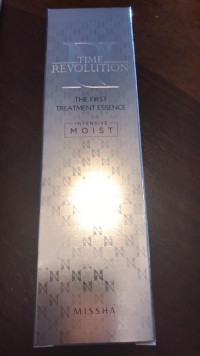 TIME
REVOLUTION
THE FIRST
TREATMENT ESSENCE
INTENSIVE
MOIST
MISSHA